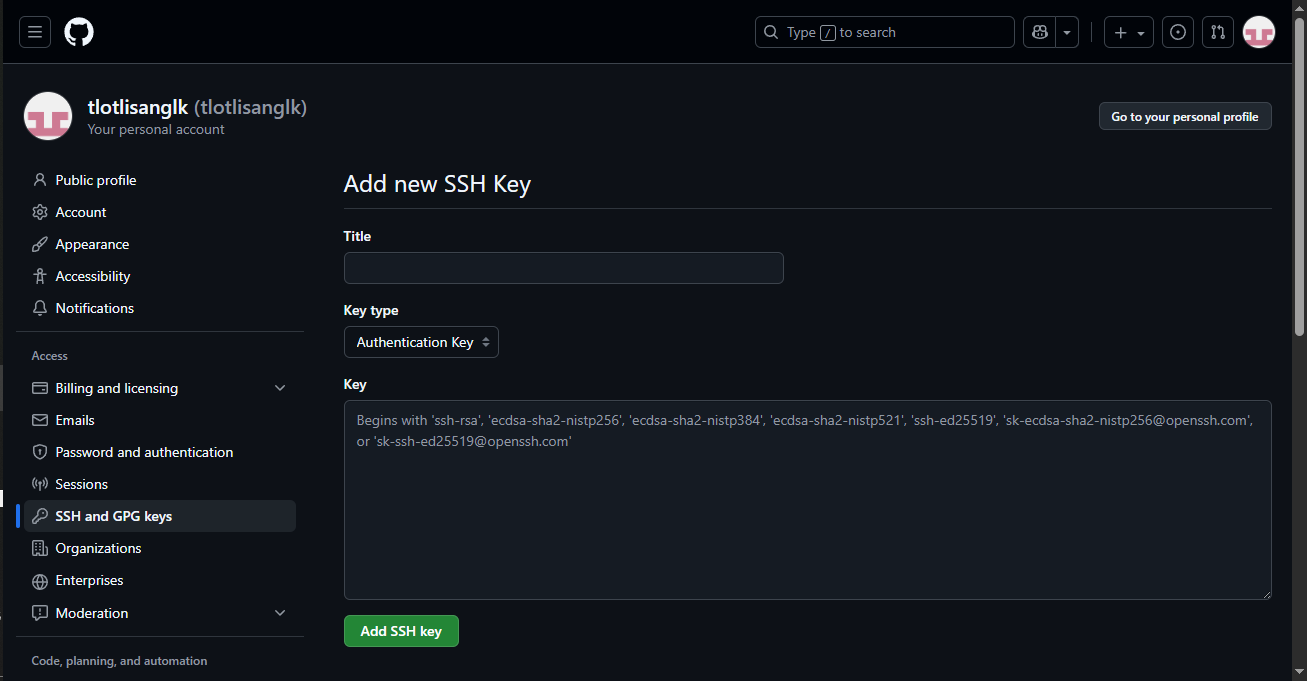 Type / to search
tlotlisanglk (tlotlisanglk)
Your personal account
Go to your personal profile
Public profile
Account
Appearance
Accessibility
Notifications
Access
Billing and licensing
Emails
Password and authentication
Sessions
SSH and GPG keys
Organizations
Enterprises
Moderation
Code, planning, and automation
Add new SSH Key
Title
Key type
Authentication Key
Key
Begins with 'ssh-rsa', 'ecdsa-sha2-nistp256', 'ecdsa-sha2-nistp384', 'ecdsa-sha2-nistp521', 'ssh-ed25519', 'sk-ecdsa-sha2-nistp256@openssh.com',
or 'sk-ssh-ed25519@openssh.com'
Add SSH key